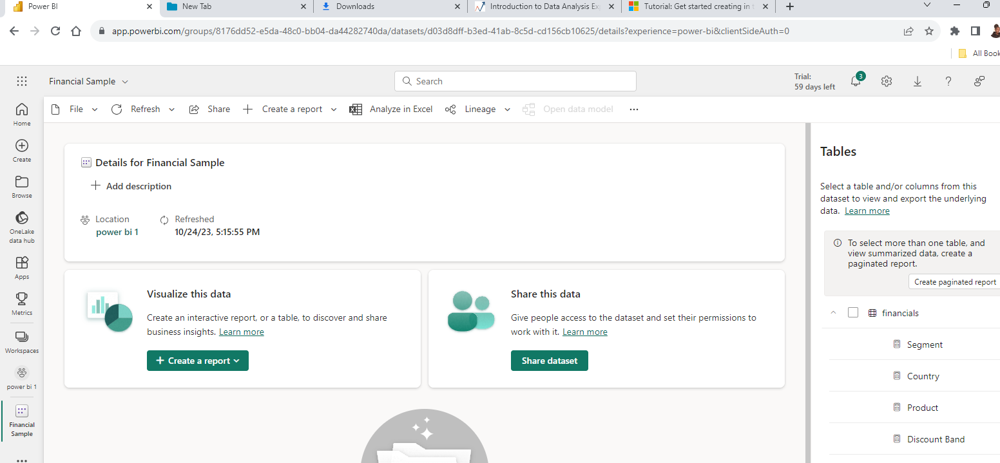 Power BI
New Tab
Downloads
Introduction to Data Analysis Ex
Tutorial: Get started creating in
app.powerbi.com/groups/8176dd52-e5da-48c0-bb04-da44282740da/datasets/d03d8dff-b3ed-41ab-8c5d-cd156cb10625/details?experience=power-bi&clientSideAuth=0
All Book
Financial Sample
Search
Trial:
59 days left
3
Home
Create
Browse
OneLake
data hub
Apps
Metrics
Workspaces
power bi 1
Financial
Sample
File
Refresh
Share
Create a report
Analyze in Excel
Lineage
Open data model
Details for Financial Sample
Add description
Location
power bi 1
Refreshed
10/24/23, 5:15:55 PM
Visualize this data
Create an interactive report, or a table, to discover and share
business insights. Learn more
+ Create a report
Share this data
Give people access to the dataset and set their permissions to
work with it. Learn more
Share dataset
Tables
Select a table and/or columns from this
dataset to view and export the underlying
data. Learn more
To select more than one table, and
view summarized data, create a
paginated report.
Create paginated report
financials
Segment
Country
Product
Discount Band